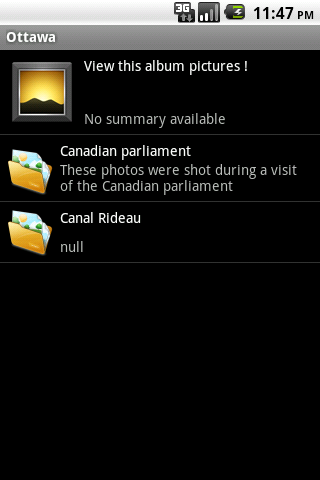 3G 11:47 PM
Ottawa
View this album pictures !
No summary available
Canadian parliament
These photos were shot during a visit
of the Canadian parliament
Canal Rideau
null